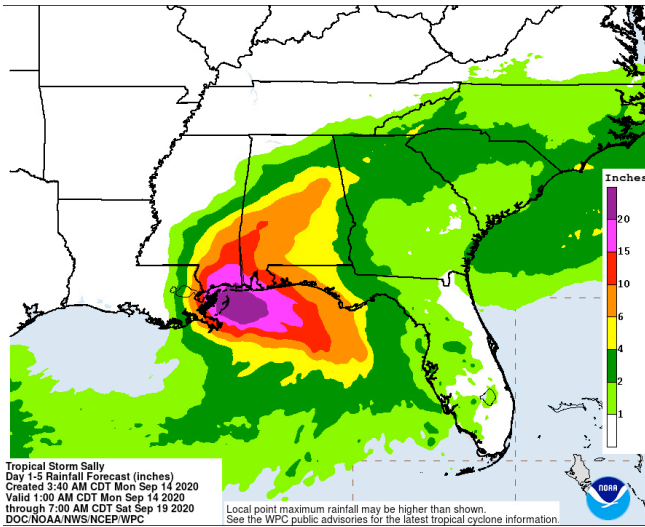 Inches
20
15
10
6
4
2
1
Tropical Storm Sally
Day 1-5 Rainfall Forecast (inches)
Created 3:40 AM CDT Mon Sep 14 2020
Valid 1:00 AM CDT Mon Sep 14 2020
through 7:00 AM CDT Sat Sep 19 2020
DOC/NOAA/NWS/NCEP/WPC
Local point maximum rainfall may be higher than shown.
See the WPC public advisories for the latest tropical cyclone information.
NOAA